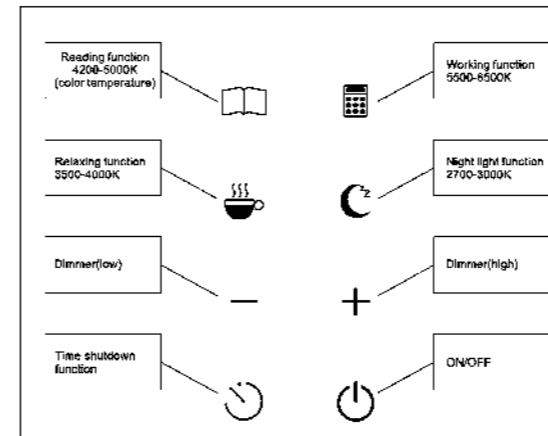 Reading function
4200-5000K
(color temperature)
Working function
5500-6500K
Relaxing function
3500-4000K
Night light function
2700-3000K
Dimmer(low)
Dimmer(high)
Time shutdown
function
ON/OFF